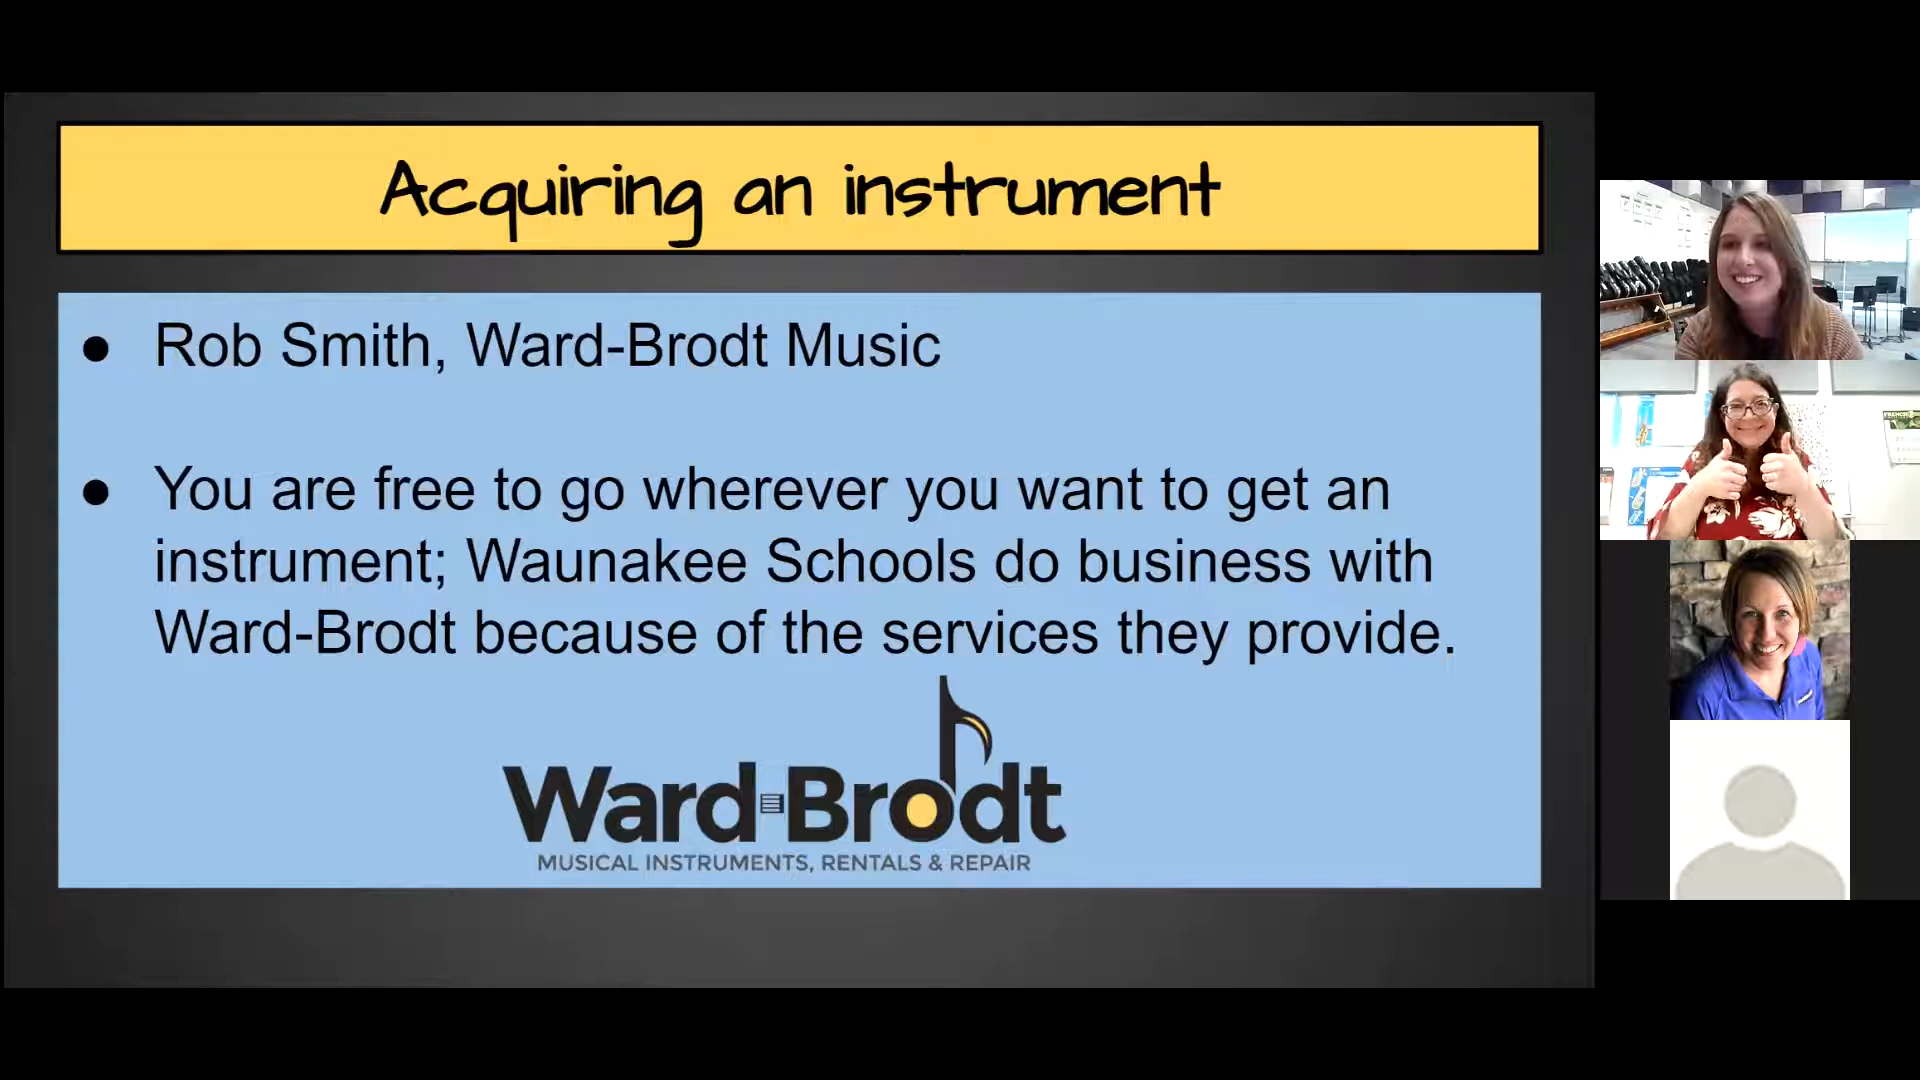 Acquiring an instrument
● Rob Smith, Ward-Brodt Music
● You are free to go wherever you want to get an
instrument; Waunakee Schools do business with
Ward-Brodt because of the services they provide.
Ward-Brodt
MUSICAL INSTRUMENTS, RENTALS & REPAIR